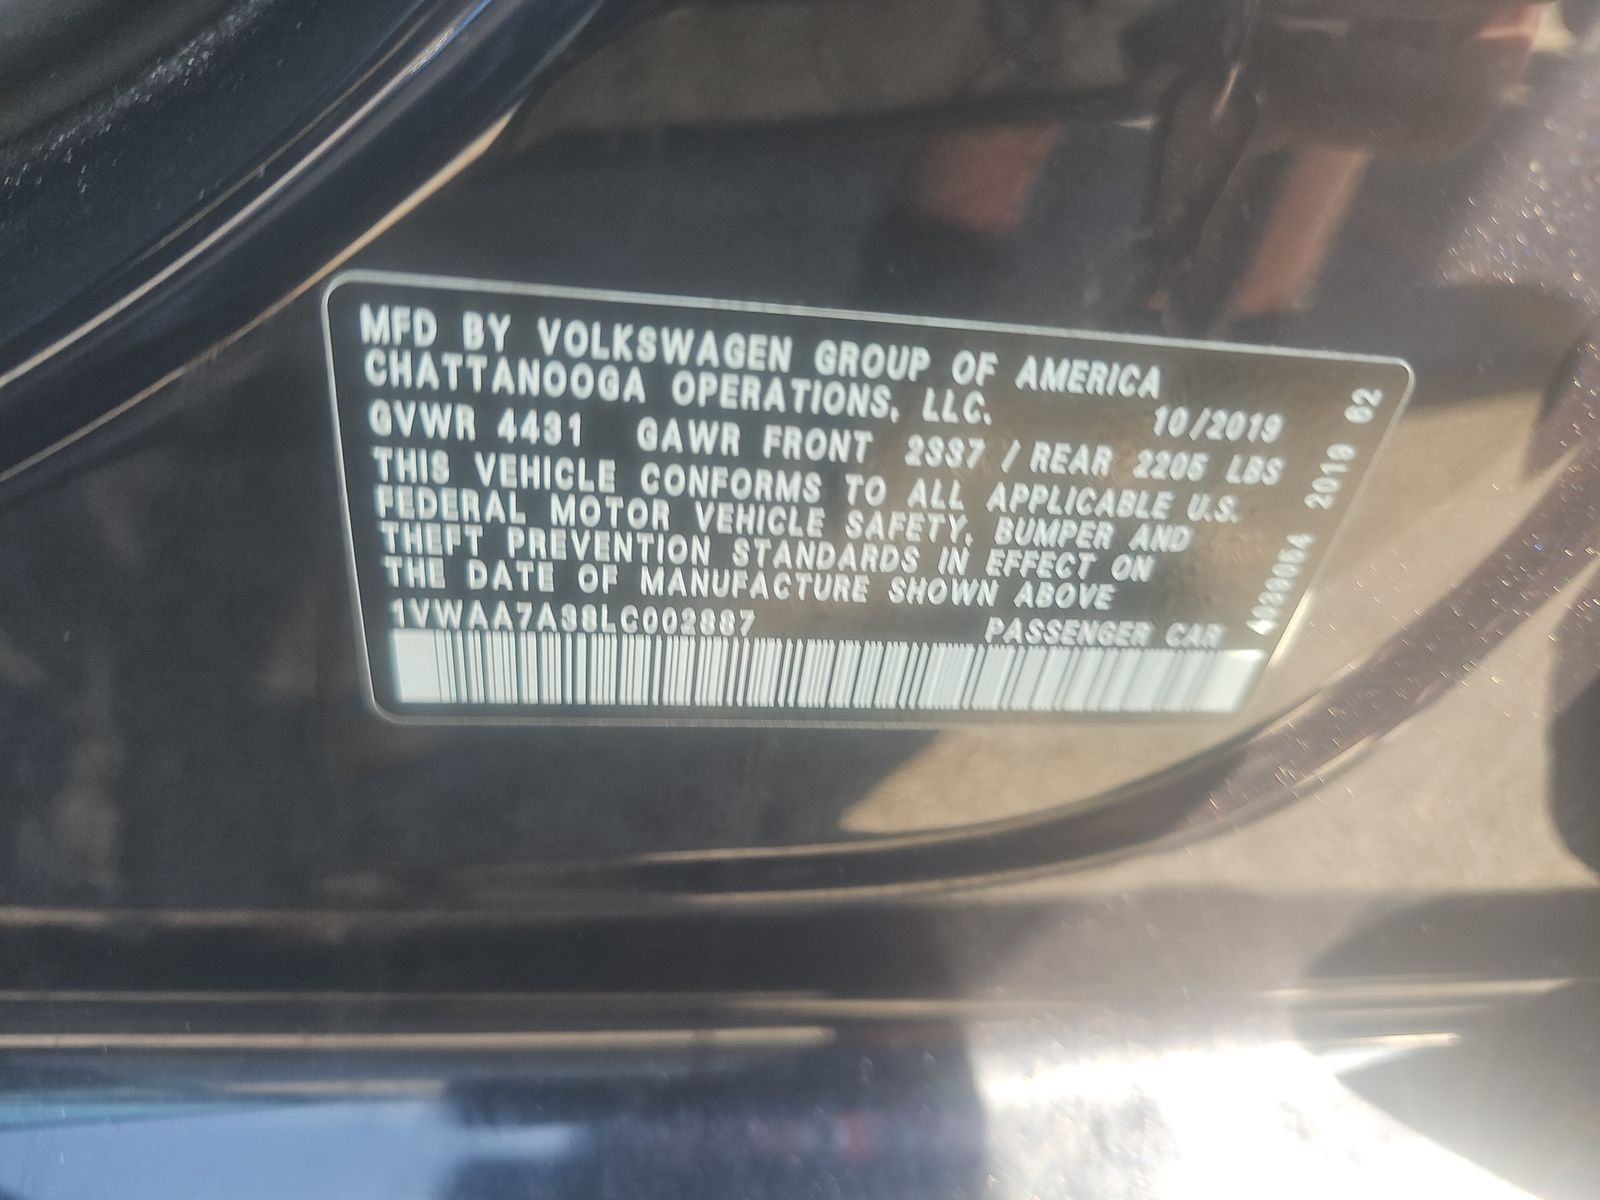 MFD BY VOLKSWAGEN GROUP OF AMERICA
CHATTANOOGA OPERATIONS, LLC. 10/2019
GVWR 4431 GAWR FRONT 2337 / REAR 2205 LBS
THIS VEHICLE CONFORMS TO ALL APPLICABLE U.S.
FEDERAL MOTOR VEHICLE SAFETY, BUMPER AND
THEFT PREVENTION STANDARDS IN EFFECT ON
THE DATE OF MANUFACTURE SHOWN ABOVE
PASSENGER CAR
2019 62